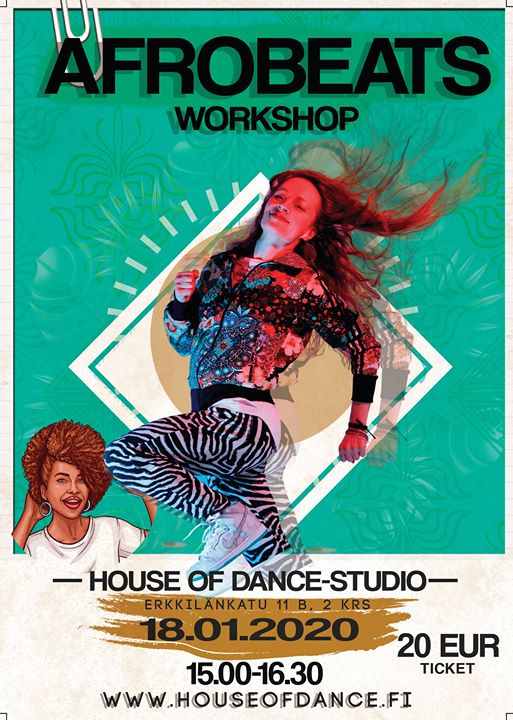 AFROBEATS
WORKSHOP
— HOUSE OF DANCE-STUDIO —
ERKKILÄNKATU 11 B, 2 KRS
18.01.2020
20 EUR
TICKET
15.00-16.30
WWW.HOUSEOFDANCE.FI